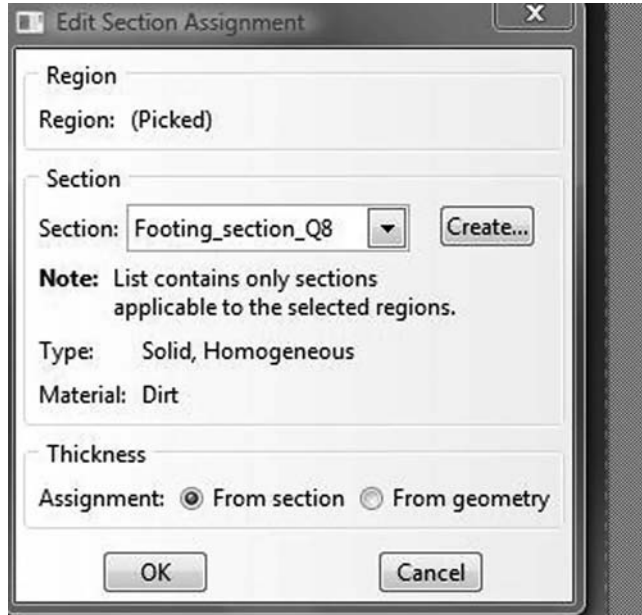 Edit Section Assignment
X
Region
Region: (Picked)
Section
Section: Footing_section_Q8 Create...
Note: List contains only sections
applicable to the selected regions.
Type: Solid, Homogeneous
Material: Dirt
Thickness
Assignment: From section From geometry
OK Cancel